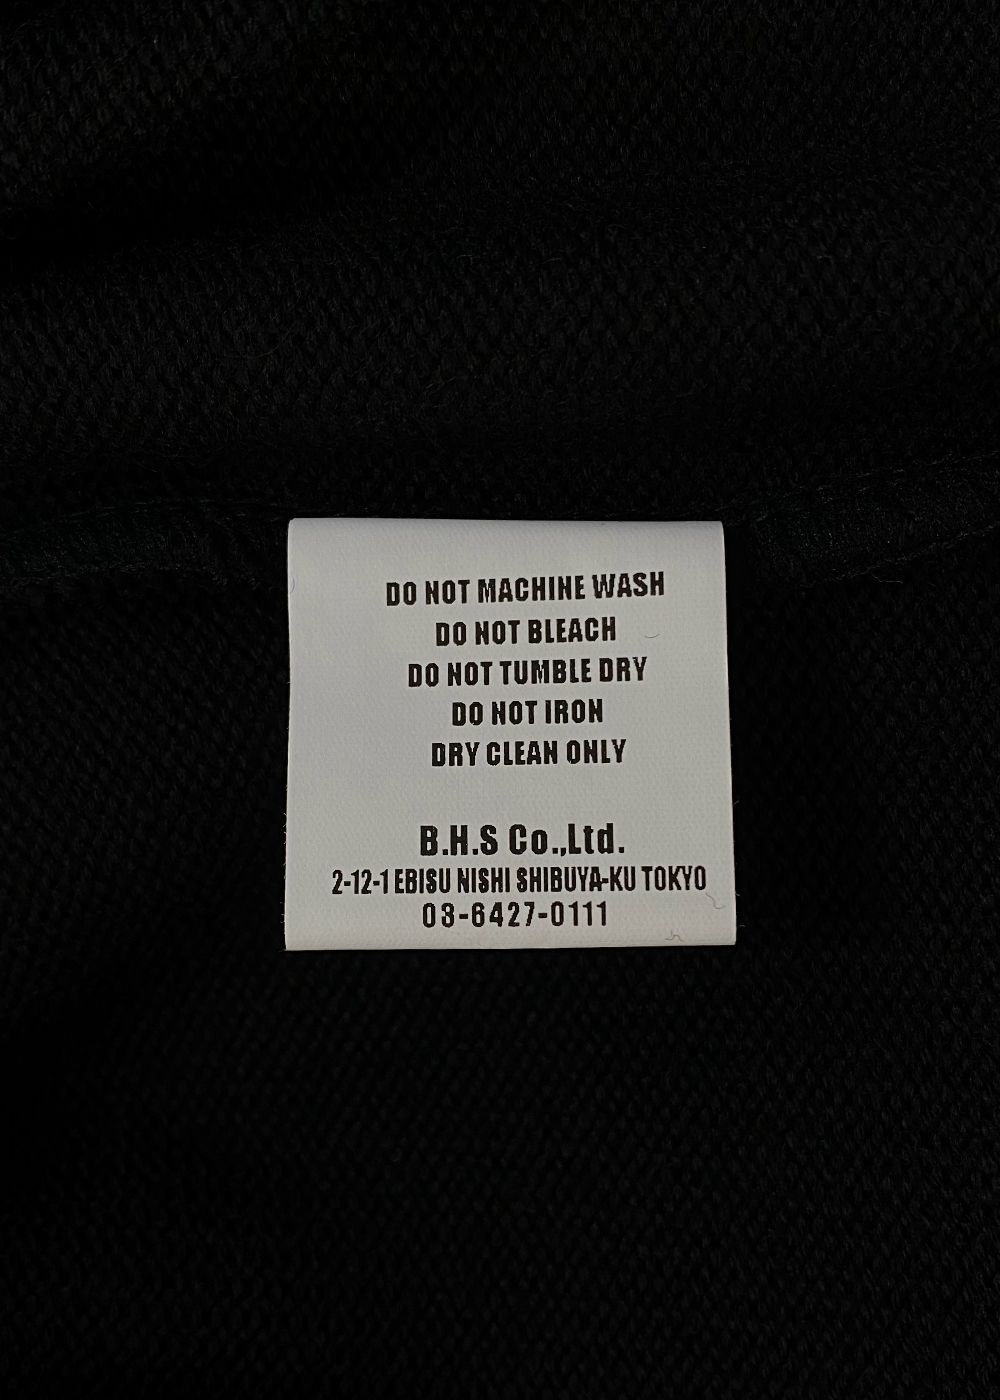 DO NOT MACHINE WASH
DO NOT BLEACH
DO NOT TUMBLE DRY
DO NOT IRON
DRY CLEAN ONLY
B.H.S Co.,Ltd.
2-12-1 EBISU NISHI SHIBUYA-KU TOKYO
03-6427-0111